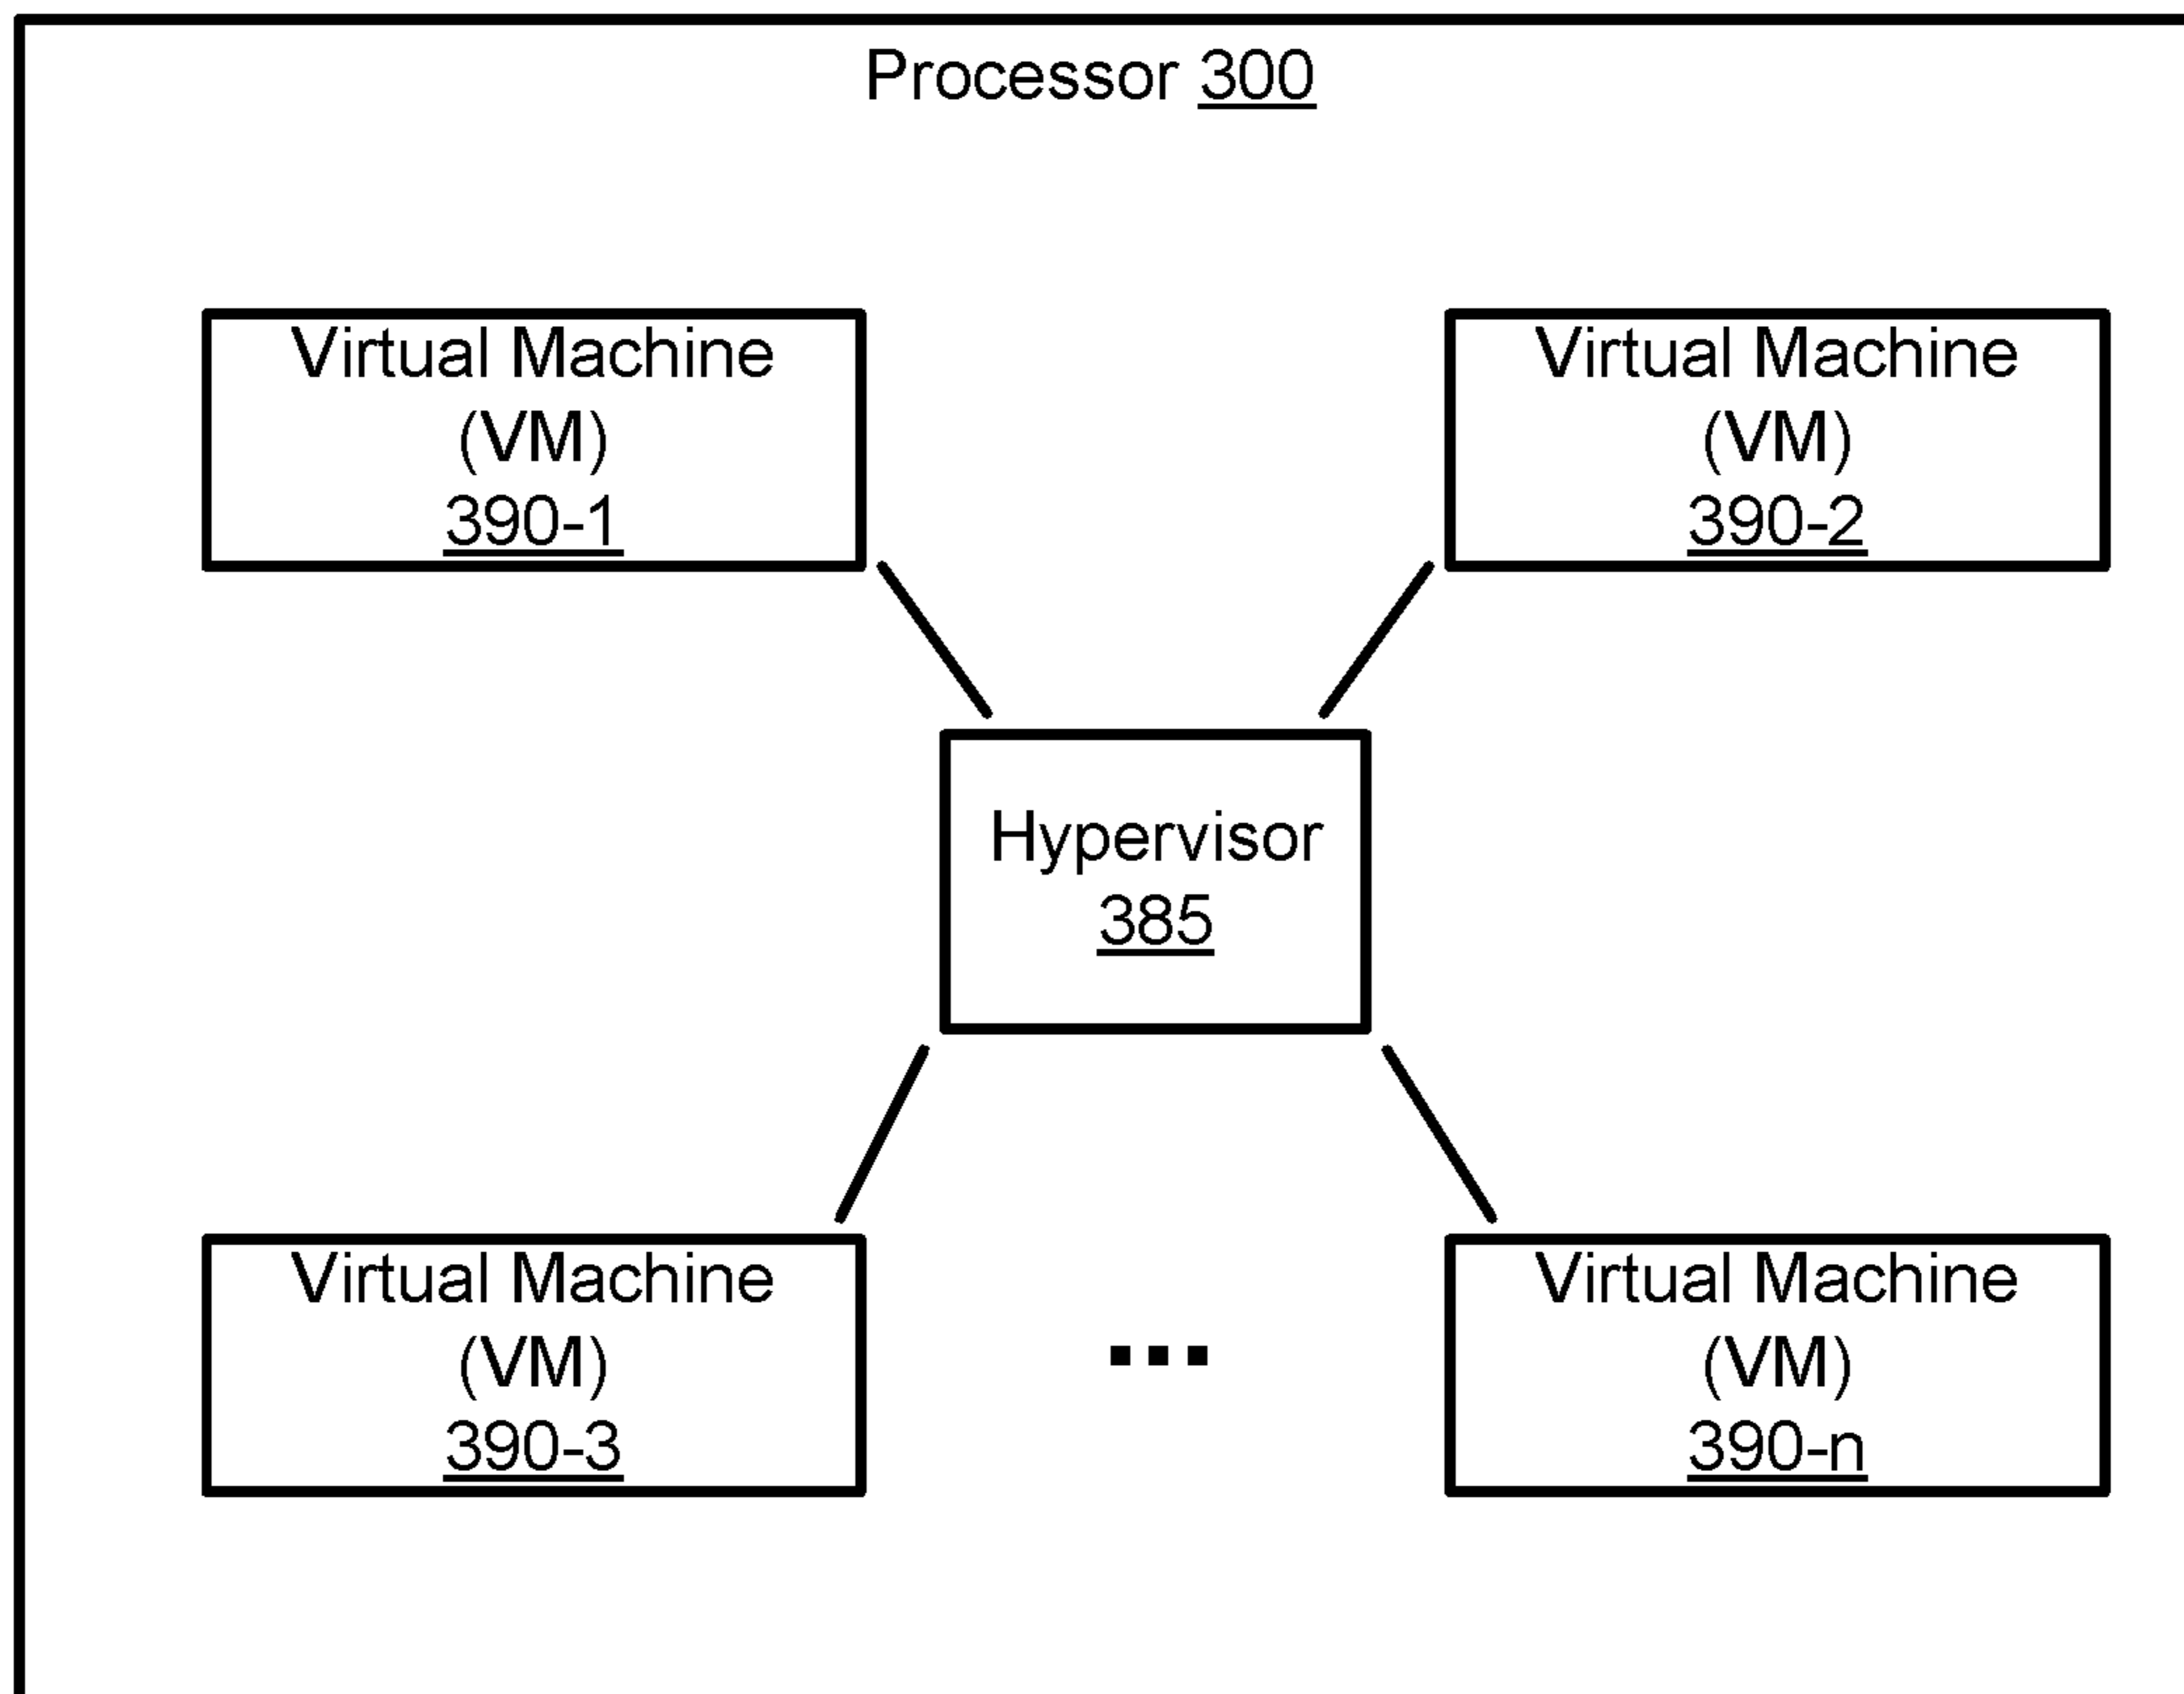 Processor 300
Virtual Machine
(VM)
390-1
Virtual Machine
(VM)
390-2
Hypervisor
385
Virtual Machine
(VM)
390-3
...
Virtual Machine
(VM)
390-n